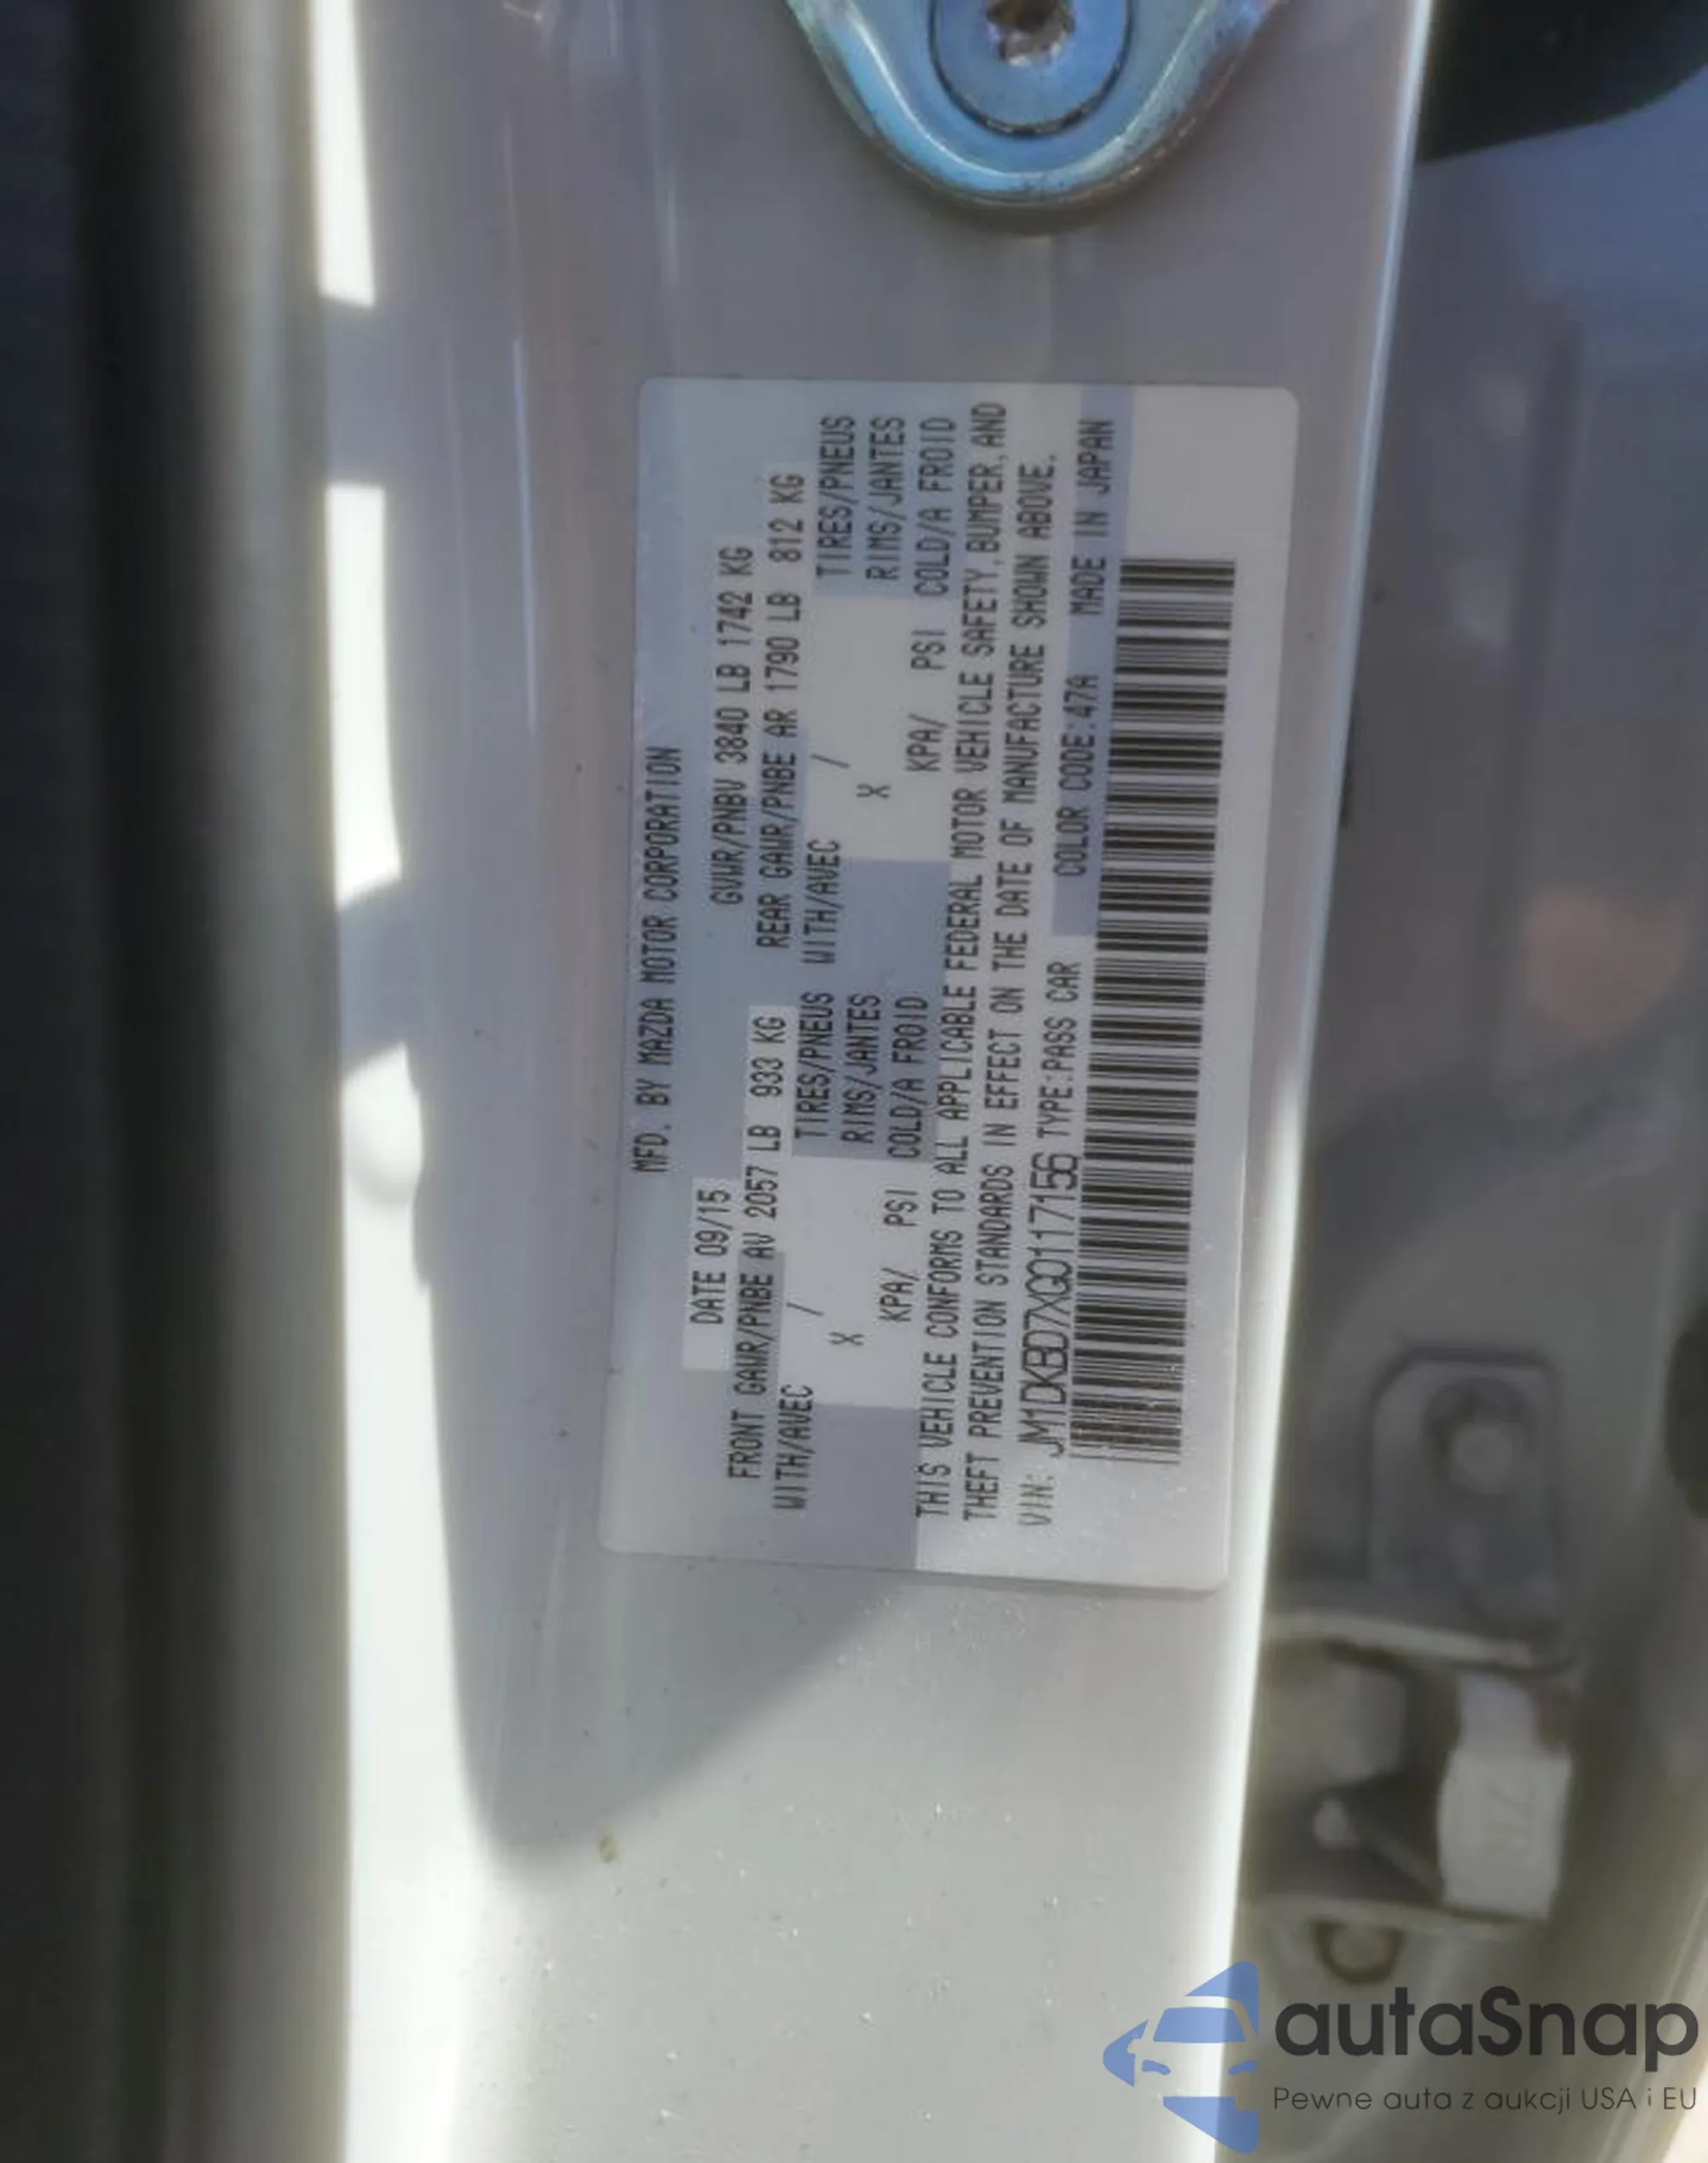 MFD. BY MAZDA MOTOR CORPORATION
DATE 09/15 GVWR/PNBV 3840 LB 1742 KG
FRONT GAWR/PNBE AV 2057 LB 933 KG REAR GAWR/PNBE AR 1790 LB 812 KG
WITH/AVEC / TIRES/PNEUS WITH/AVEC / TIRES/PNEUS
X RIMS/JANTES X RIMS/JANTES
KPA/ PSI COLD/A FROID KPA/ PSI COLD/A FROID
THIS VEHICLE CONFORMS TO ALL APPLICABLE FEDERAL MOTOR VEHICLE SAFETY, BUMPER, AND
THEFT PREVENTION STANDARDS IN EFFECT ON THE DATE OF MANUFACTURE SHOWN ABOVE.
VIN: JM1DKBD7XG0117156 TYPE:PASS CAR COLOR CODE:47A MADE IN JAPAN
autaSnap
Pewne auta z aukcji USA i EU